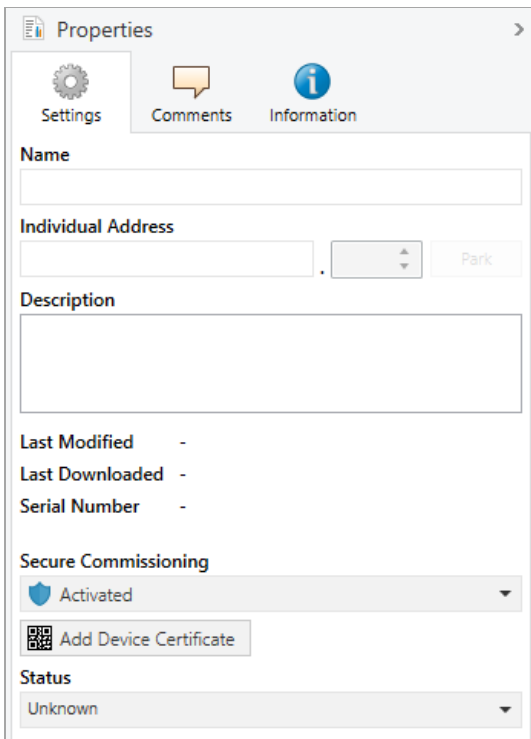 Properties
Settings Comments Information
Name
Individual Address
. Park
Description
Last Modified -
Last Downloaded -
Serial Number -
Secure Commissioning
Activated
Add Device Certificate
Status
Unknown